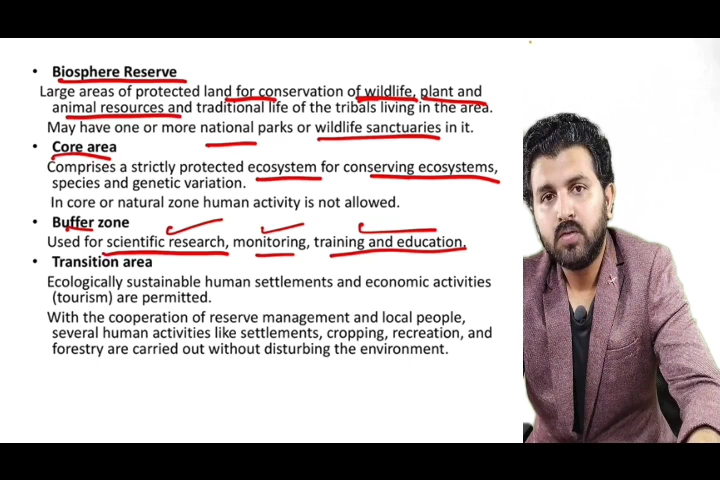 • Biosphere Reserve
Large areas of protected land for conservation of wildlife, plant and
animal resources and traditional life of the tribals living in the area.
May have one or more national parks or wildlife sanctuaries in it.
• Core area
Comprises a strictly protected ecosystem for conserving ecosystems,
species and genetic variation.
In core or natural zone human activity is not allowed.
• Buffer zone
Used for scientific research, monitoring, training and education.
• Transition area
Ecologically sustainable human settlements and economic activities
(tourism) are permitted.
With the cooperation of reserve management and local people,
several human activities like settlements, cropping, recreation, and
forestry are carried out without disturbing the environment.